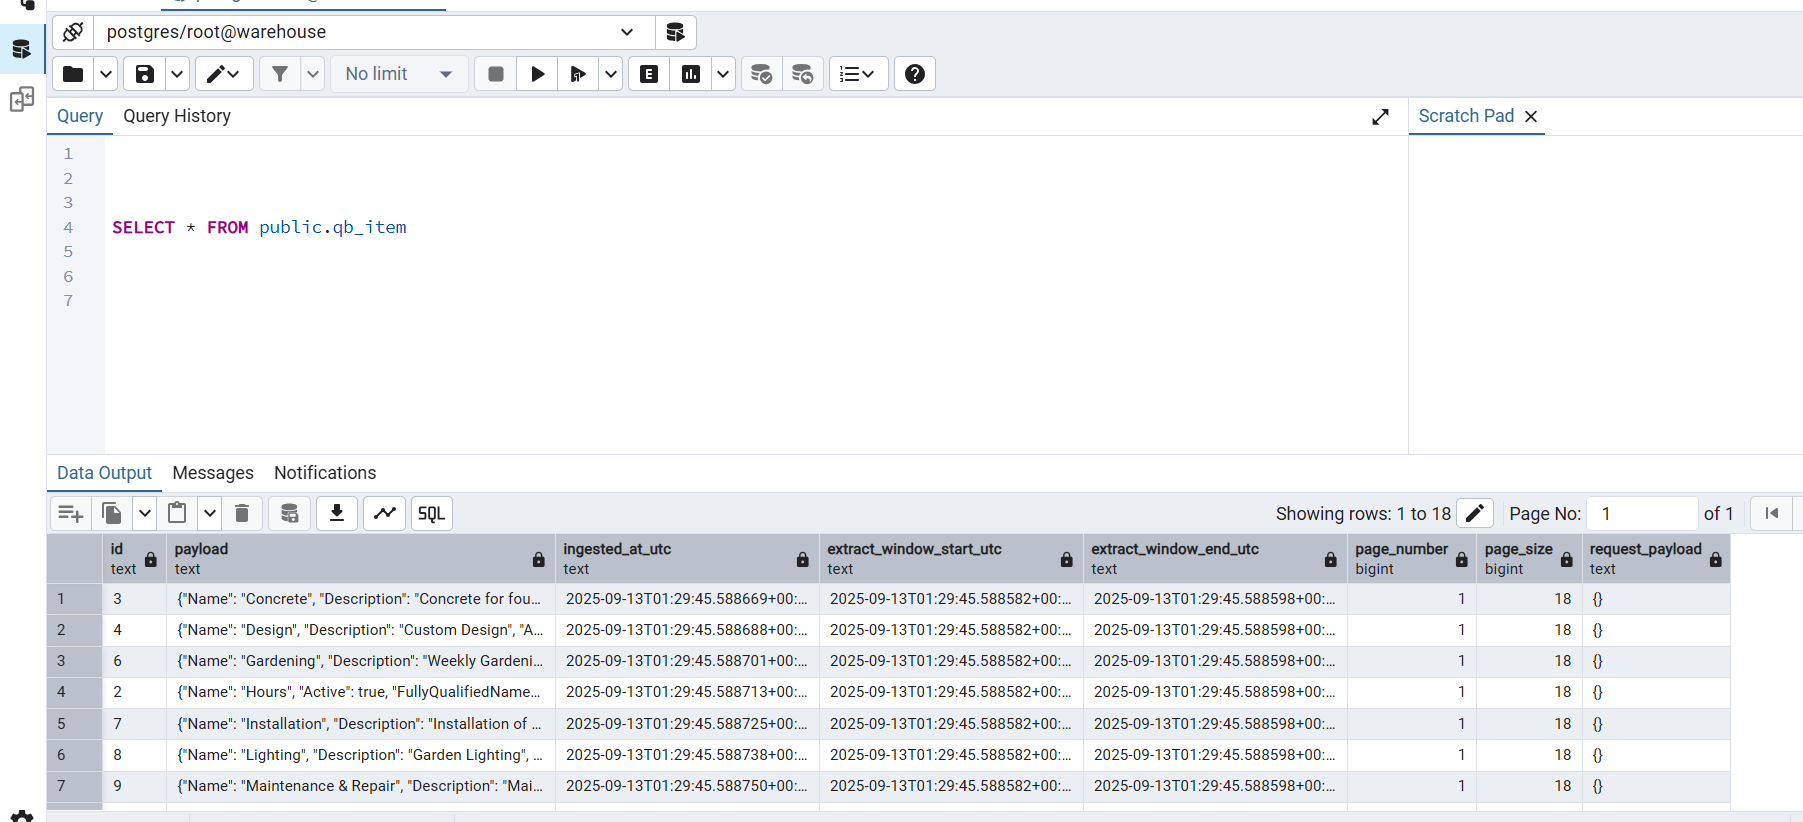 postgres/root@warehouse
No limit
Query Query History Scratch Pad
1
2
3
4 SELECT * FROM public.qb_item
5
6
7
Data Output Messages Notifications
SQL Showing rows: 1 to 18 Page No: 1 of 1
id payload ingested_at_utc extract_window_start_utc extract_window_end_utc page_number page_size request_payload
text text text text text bigint bigint text
1 3 {"Name": "Concrete", "Description": "Concrete for fou... 2025-09-13T01:29:45.588669+00:... 2025-09-13T01:29:45.588582+00:... 2025-09-13T01:29:45.588598+00:... 1 18 {}
2 4 {"Name": "Design", "Description": "Custom Design", "A... 2025-09-13T01:29:45.588688+00:... 2025-09-13T01:29:45.588582+00:... 2025-09-13T01:29:45.588598+00:... 1 18 {}
3 6 {"Name": "Gardening", "Description": "Weekly Gardeni... 2025-09-13T01:29:45.588701+00:... 2025-09-13T01:29:45.588582+00:... 2025-09-13T01:29:45.588598+00:... 1 18 {}
4 2 {"Name": "Hours", "Active": true, "FullyQualifiedName... 2025-09-13T01:29:45.588713+00:... 2025-09-13T01:29:45.588582+00:... 2025-09-13T01:29:45.588598+00:... 1 18 {}
5 7 {"Name": "Installation", "Description": "Installation of ... 2025-09-13T01:29:45.588725+00:... 2025-09-13T01:29:45.588582+00:... 2025-09-13T01:29:45.588598+00:... 1 18 {}
6 8 {"Name": "Lighting", "Description": "Garden Lighting", ... 2025-09-13T01:29:45.588738+00:... 2025-09-13T01:29:45.588582+00:... 2025-09-13T01:29:45.588598+00:... 1 18 {}
7 9 {"Name": "Maintenance & Repair", "Description": "Mai... 2025-09-13T01:29:45.588750+00:... 2025-09-13T01:29:45.588582+00:... 2025-09-13T01:29:45.588598+00:... 1 18 {}